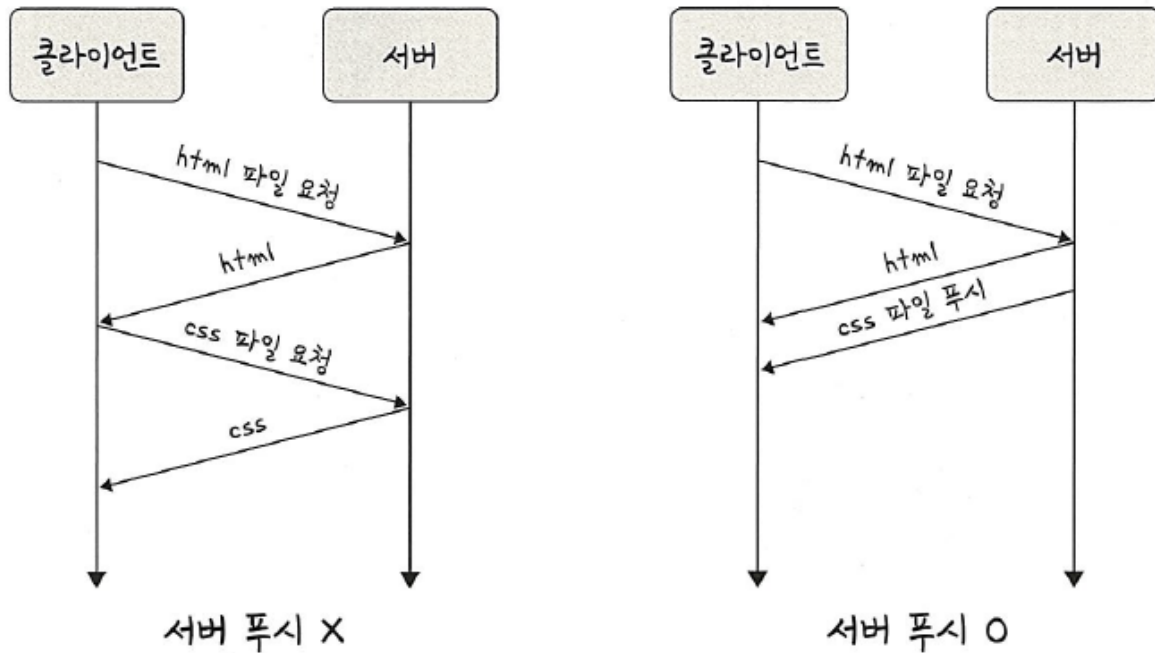 클라이언트
서버
html 파일 요청
html
css 파일 요청
css
서버 푸시 X
클라이언트
서버
html 파일 요청
html
css 파일 푸시
서버 푸시 O